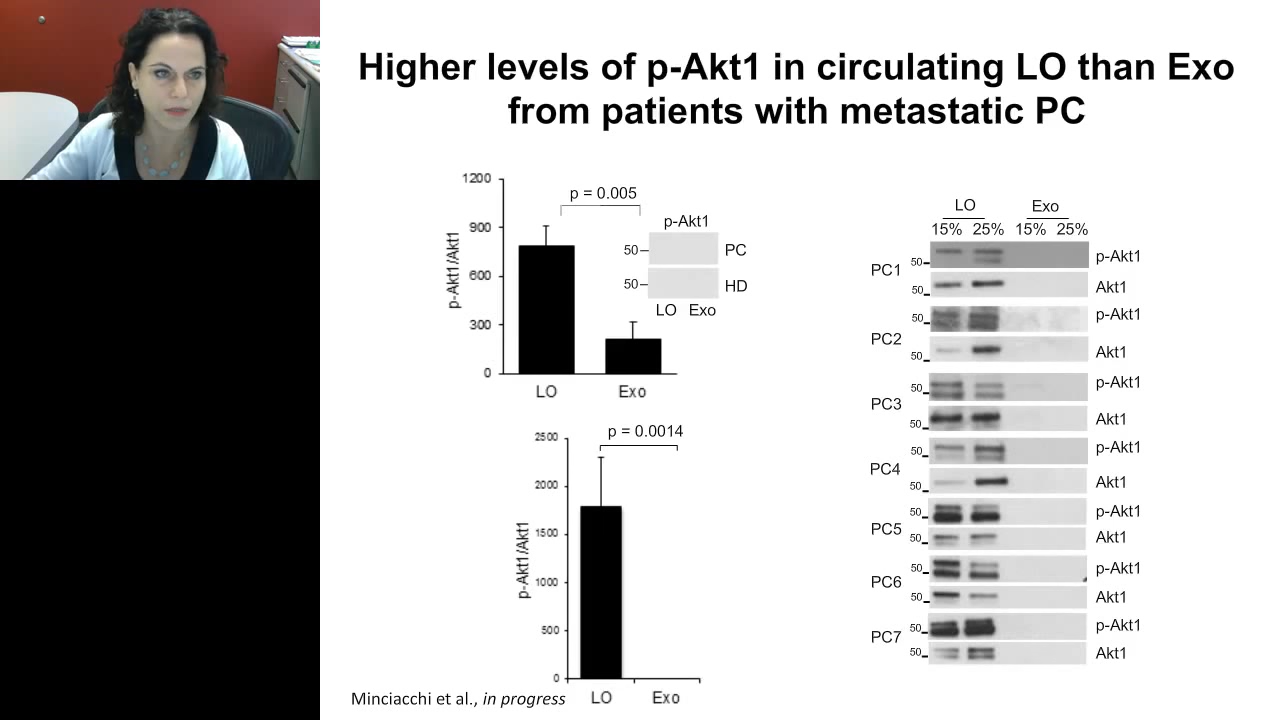 Higher levels of p-Akt1 in circulating LO than Exo
from patients with metastatic PC
1200
900
600
300
0
p-Akt1/Akt1
p = 0.005
LO
Exo
p-Akt1
50
PC
50
HD
LO Exo
2500
2000
1500
1000
500
0
p-Akt1/Akt1
p = 0.0014
LO
Exo
Minciacchi et al., in progress
LO Exo
15% 25% 15% 25%
PC1
50
p-Akt1
50
Akt1
PC2
50
p-Akt1
50
Akt1
PC3
50
p-Akt1
50
Akt1
PC4
50
p-Akt1
50
Akt1
PC5
50
p-Akt1
50
Akt1
PC6
50
p-Akt1
50
Akt1
PC7
50
p-Akt1
50
Akt1